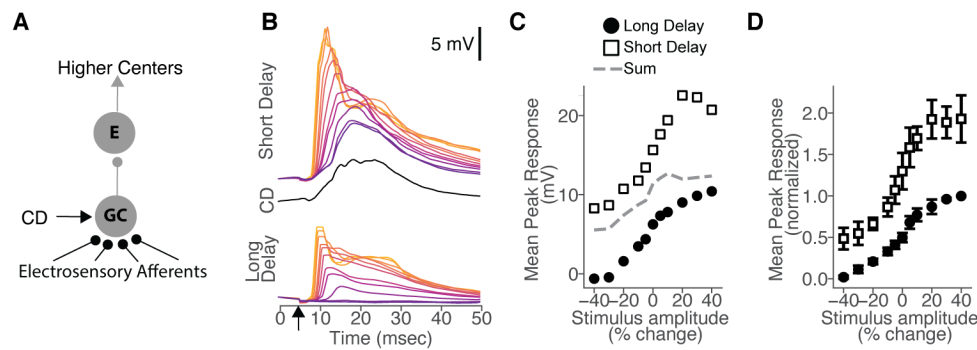 A
Higher Centers
E
CD
GC
Electrosensory Afferents
B
5 mV
Short Delay
CD
Long
Delay
0 10 20 30 40 50
Time (msec)
C
Long Delay
Short Delay
Sum
Mean Peak Response
(mV)
20
10
0
−40 −20 0 20 40
Stimulus amplitude
(% change)
D
Mean Peak Response
(normalized)
2.0
1.5
1.0
0.5
0.0
−40 −20 0 20 40
Stimulus amplitude
(% change)